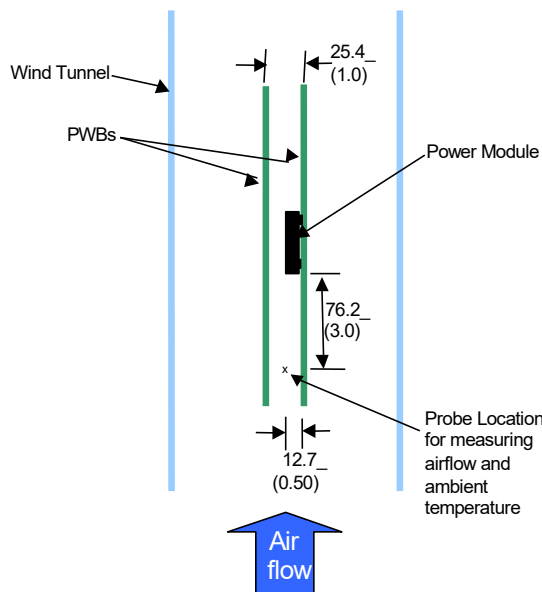 25.4_
(1.0)
Wind Tunnel
PWBs
Power Module
76.2_
(3.0)
x
Probe Location
for measuring
airflow and
ambient
temperature
12.7_
(0.50)
Air
flow